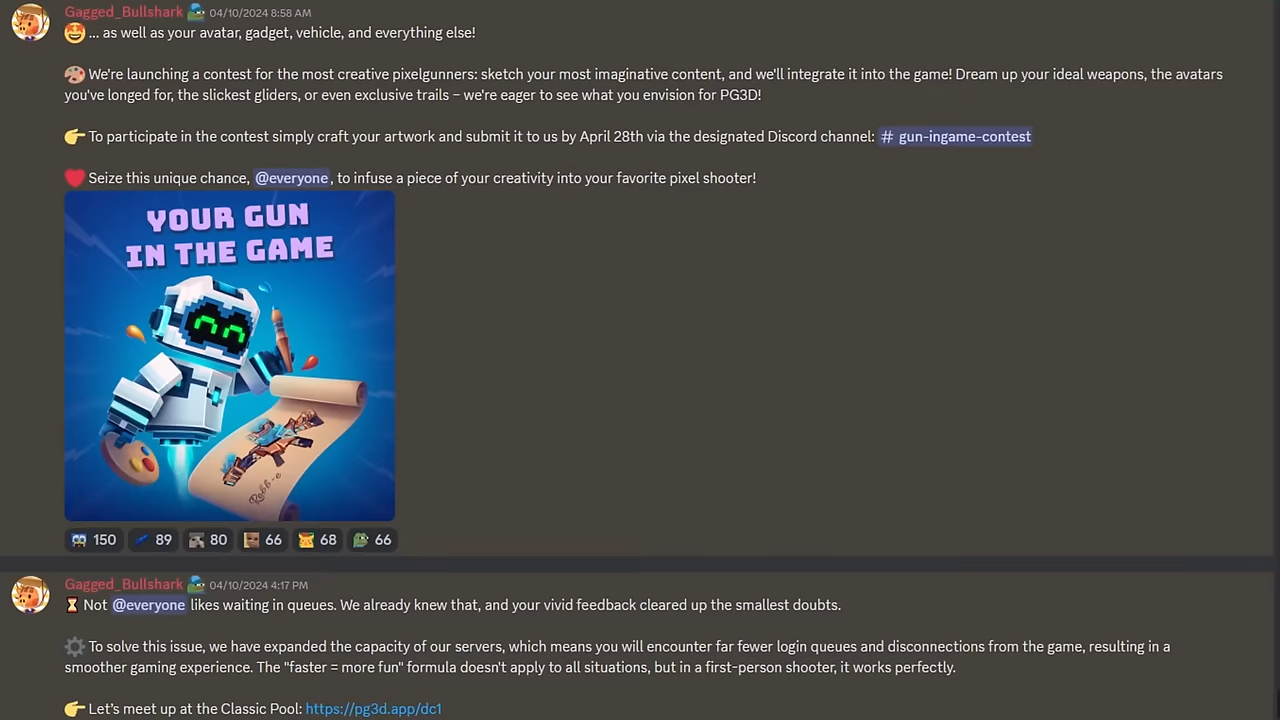 Gagged_Bullshark 04/10/2024 8:58 AM
🤩 ... as well as your avatar, gadget, vehicle, and everything else!
🎨 We're launching a contest for the most creative pixelgunners: sketch your most imaginative content, and we'll integrate it into the game! Dream up your ideal weapons, the avatars
you've longed for, the slickest gliders, or even exclusive trails – we're eager to see what you envision for PG3D!
👉 To participate in the contest simply craft your artwork and submit it to us by April 28th via the designated Discord channel: # gun-ingame-contest
❤️ Seize this unique chance, @everyone, to infuse a piece of your creativity into your favorite pixel shooter!
YOUR GUN
IN THE GAME
Robb-e
150 89 80 66 68 66
Gagged_Bullshark 04/10/2024 4:17 PM
⏳ Not @everyone likes waiting in queues. We already knew that, and your vivid feedback cleared up the smallest doubts.
⚙️ To solve this issue, we have expanded the capacity of our servers, which means you will encounter far fewer login queues and disconnections from the game, resulting in a
smoother gaming experience. The "faster = more fun" formula doesn't apply to all situations, but in a first-person shooter, it works perfectly.
👉 Let's meet up at the Classic Pool: https://pg3d.app/dc1